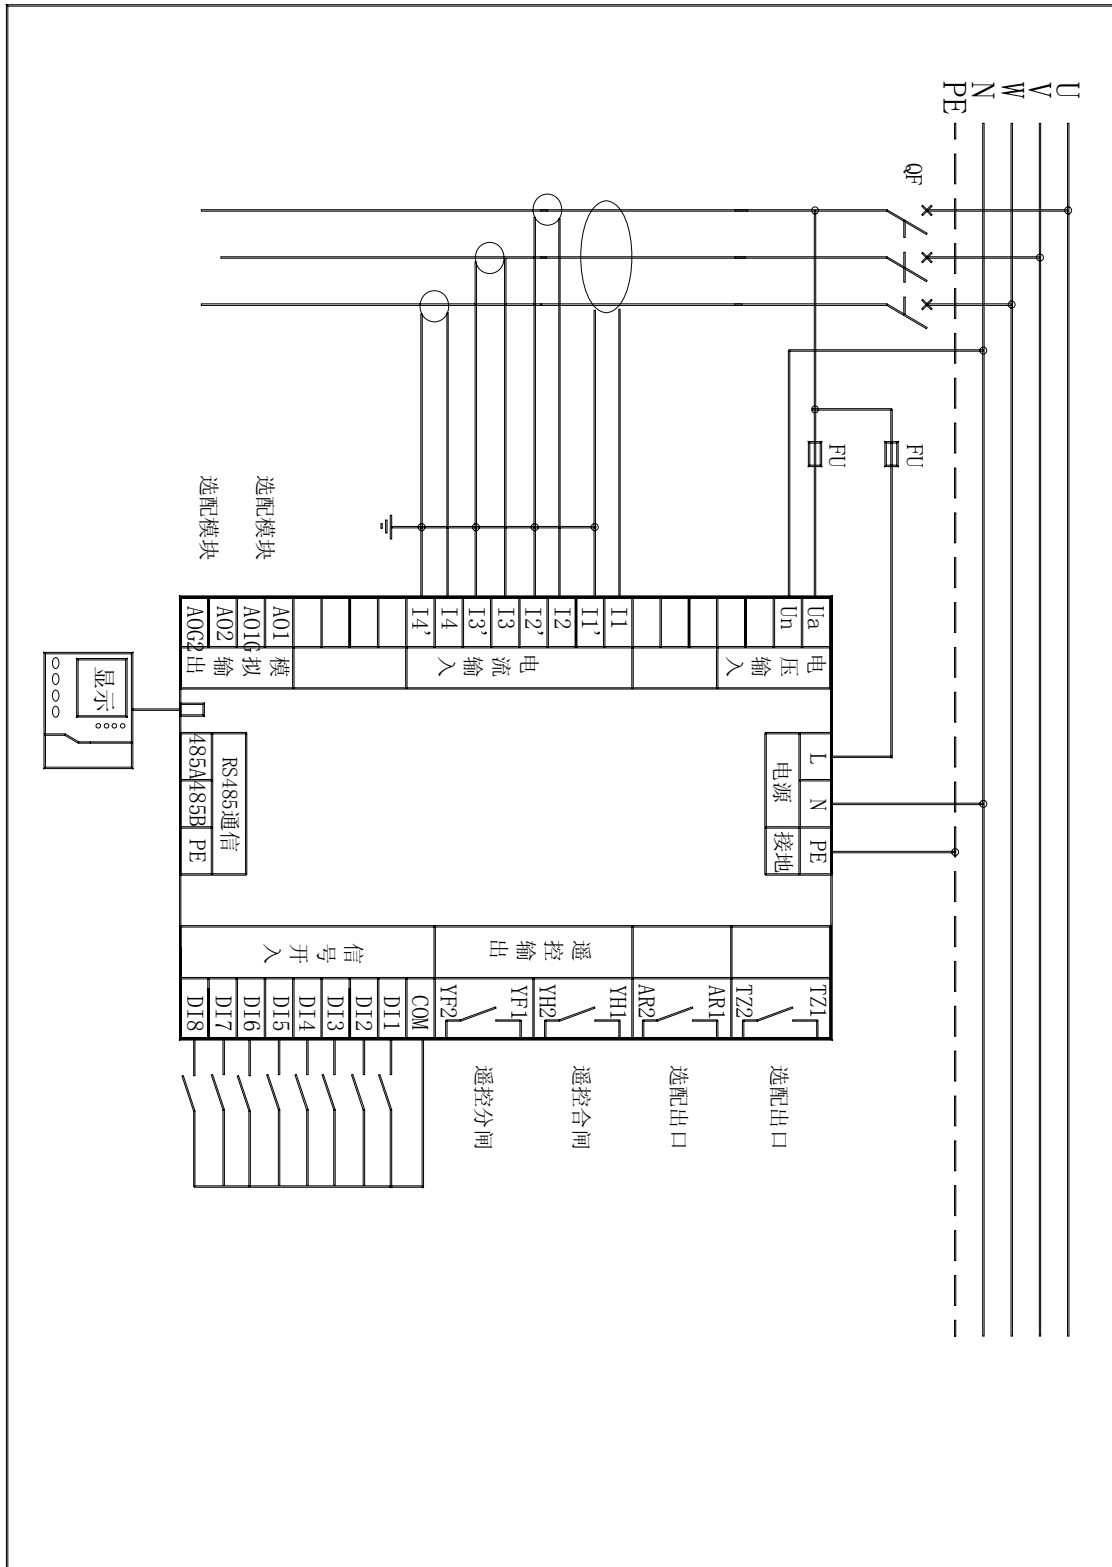 U
V
W
N
PE
QF
FU
FU
选配模块
选配模块
Ua
Un
I1
I1'
I2
I2'
I3
I3'
I4
I4'
AO1
AO1G
AO2
AOG2
电压输入
电流输入
模拟输出
显示
L
N
PE
电源
接地
RS485通信
485A
485B
PE
遥控输出
信号开入
TZ1
TZ2
AR1
AR2
YH1
YH2
YF1
YF2
COM
DI1
DI2
DI3
DI4
DI5
DI6
DI7
DI8
选配出口
选配出口
遥控合闸
遥控分闸